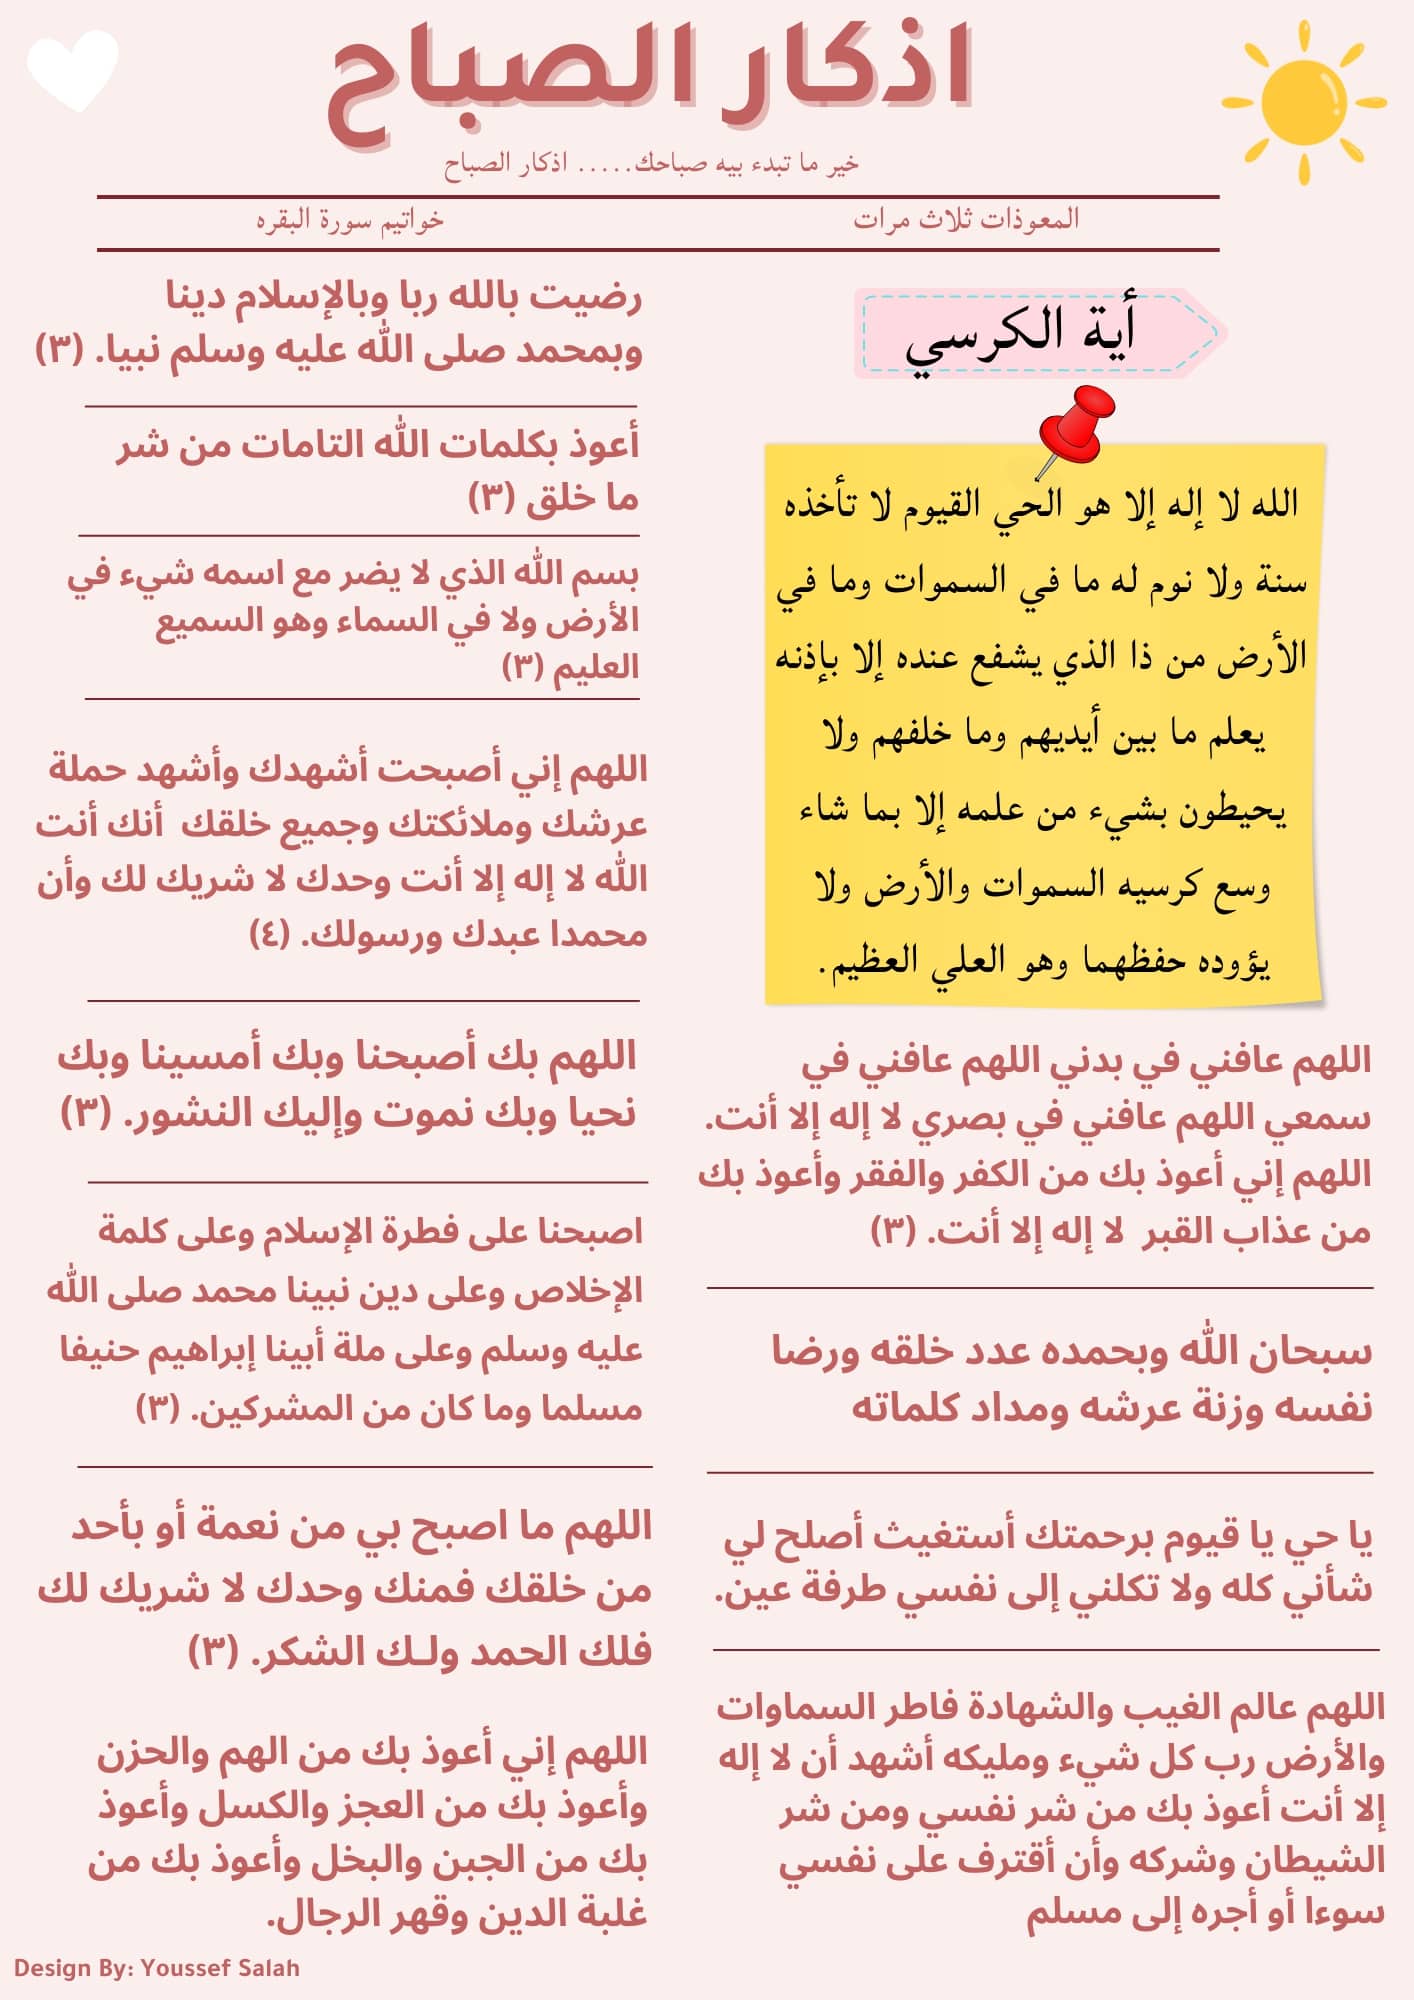 اذكار الصباح
خير ما تبدء بيه صباحك..... اذكار الصباح
المعوذات ثلاث مرات
خواتيم سورة البقره
أية الكرسي
الله لا إله إلا هو الحي القيوم لا تأخذه
سنة ولا نوم له ما في السموات وما في
الأرض من ذا الذي يشفع عنده إلا بإذنه
يعلم ما بين أيديهم وما خلفهم ولا
يحيطون بشيء من علمه إلا بما شاء
وسع كرسيه السموات والأرض ولا
يؤوده حفظهما وهو العلي العظيم.
اللهم عافني في بدني اللهم عافني في
سمعي اللهم عافني في بصري لا إله إلا أنت.
اللهم إني أعوذ بك من الكفر والفقر وأعوذ بك
من عذاب القبر لا إله إلا أنت. (٣)
سبحان الله وبحمده عدد خلقه ورضا
نفسه وزنة عرشه ومداد كلماته
يا حي يا قيوم برحمتك أستغيث أصلح لي
شأني كله ولا تكلني إلى نفسي طرفة عين.
اللهم عالم الغيب والشهادة فاطر السماوات
والأرض رب كل شيء ومليكه أشهد أن لا إله
إلا أنت أعوذ بك من شر نفسي ومن شر
الشيطان وشركه وأن أقترف على نفسي
سوءا أو أجره إلى مسلم
رضيت بالله ربا وبالإسلام دينا
وبمحمد صلى الله عليه وسلم نبيا. (٣)
أعوذ بكلمات الله التامات من شر
ما خلق (٣)
بسم الله الذي لا يضر مع اسمه شيء في
الأرض ولا في السماء وهو السميع
العليم (٣)
اللهم إني أصبحت أشهدك وأشهد حملة
عرشك وملائكتك وجميع خلقك أنك أنت
الله لا إله إلا أنت وحدك لا شريك لك وأن
محمدا عبدك ورسولك. (٤)
اللهم بك أصبحنا وبك أمسينا وبك
نحيا وبك نموت وإليك النشور. (٣)
اصبحنا على فطرة الإسلام وعلى كلمة
الإخلاص وعلى دين نبينا محمد صلى الله
عليه وسلم وعلى ملة أبينا إبراهيم حنيفا
مسلما وما كان من المشركين. (٣)
اللهم ما اصبح بي من نعمة أو بأحد
من خلقك فمنك وحدك لا شريك لك
فلك الحمد ولـك الشكر. (٣)
اللهم إني أعوذ بك من الهم والحزن
وأعوذ بك من العجز والكسل وأعوذ
بك من الجبن والبخل وأعوذ بك من
غلبة الدين وقهر الرجال.
Design By: Youssef Salah